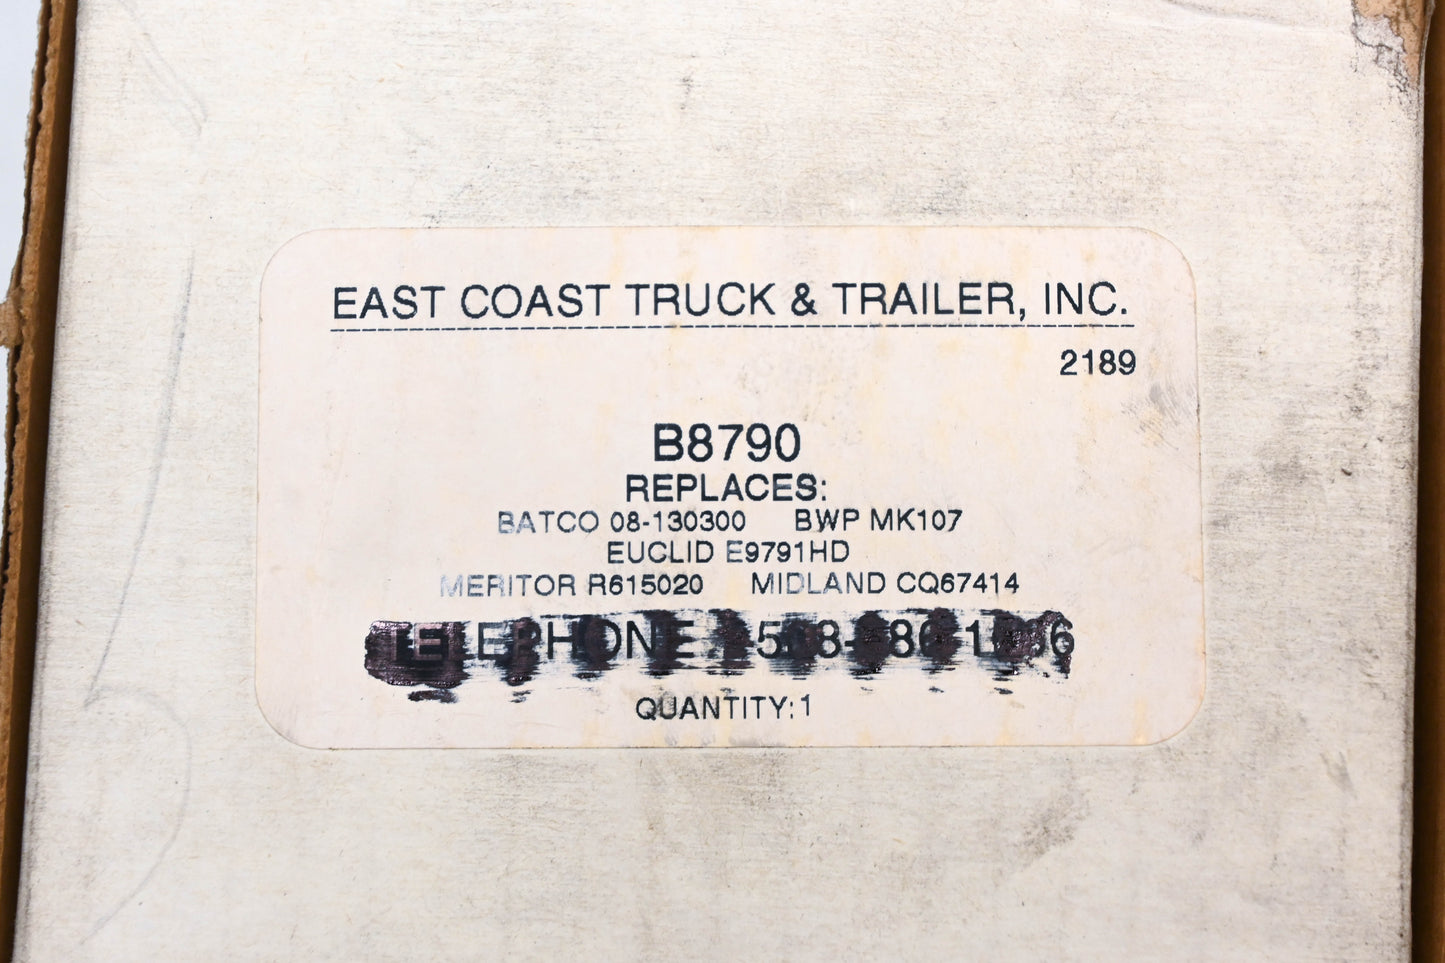 EAST COAST TRUCK & TRAILER, INC.
2189
B8790
REPLACES:
BATCO 08-130300 BWP MK107
EUCLID E9791HD
MERITOR R615020 MIDLAND CQ67414
TELEPHONE
QUANTITY:1